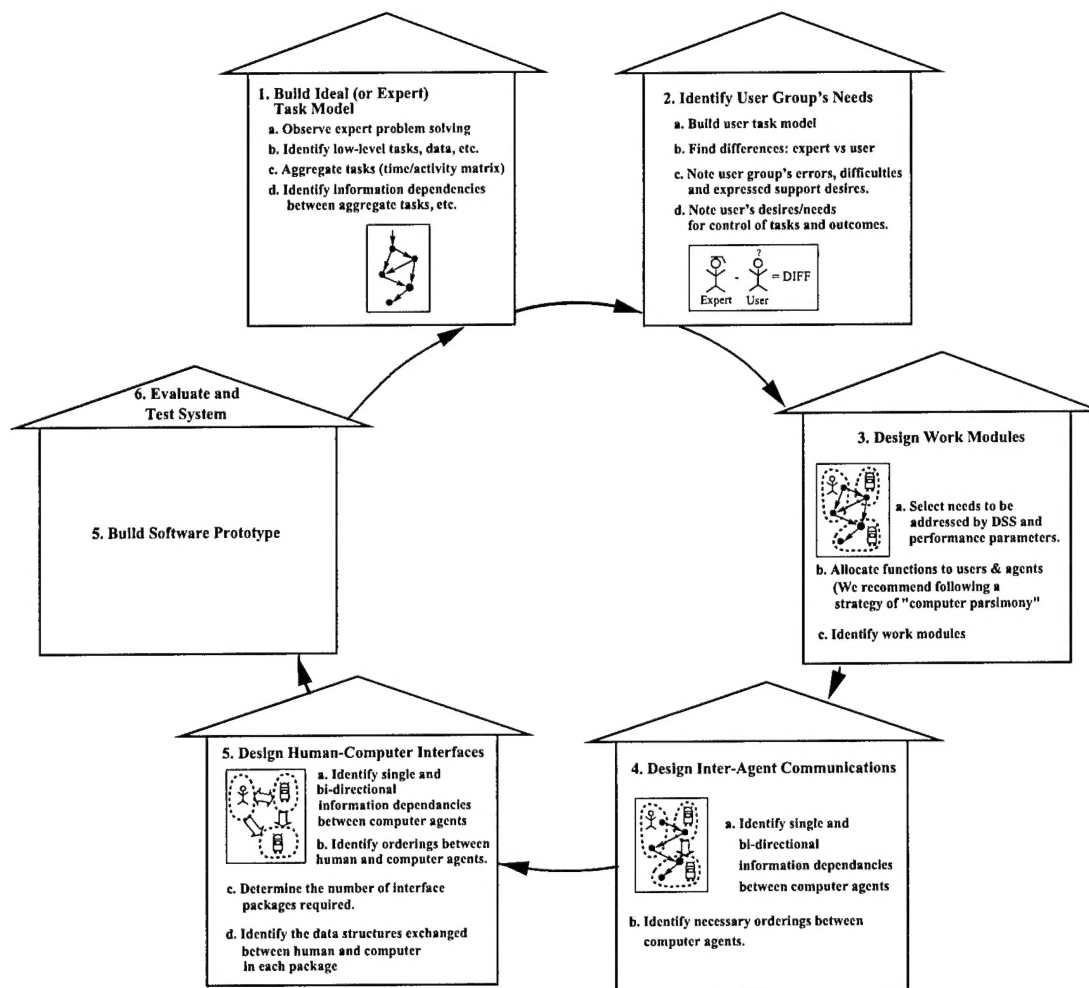 1. Build Ideal (or Expert)
Task Model
a. Observe expert problem solving
b. Identify low-level tasks, data, etc.
c. Aggregate tasks (time/activity matrix)
d. Identify information dependencies
between aggregate tasks, etc.
2. Identify User Group's Needs
a. Build user task model
b. Find differences: expert vs user
c. Note user group's errors, difficulties
and expressed support desires.
d. Note user's desires/needs
for control of tasks and outcomes.
?
- = DIFF
Expert User
3. Design Work Modules
a. Select needs to be
addressed by DSS and
performance parameters.
b. Allocate functions to users & agents
(We recommend following a
strategy of "computer parsimony"
c. Identify work modules
4. Design Inter-Agent Communications
a. Identify single and
bi-directional
information dependancies
between computer agents
b. Identify necessary orderings between
computer agents.
5. Design Human-Computer Interfaces
a. Identify single and
bi-directional
information dependancies
between computer agents
b. Identify orderings between
human and computer agents.
c. Determine the number of interface
packages required.
d. Identify the data structures exchanged
between human and computer
in each package
6. Evaluate and
Test System
5. Build Software Prototype